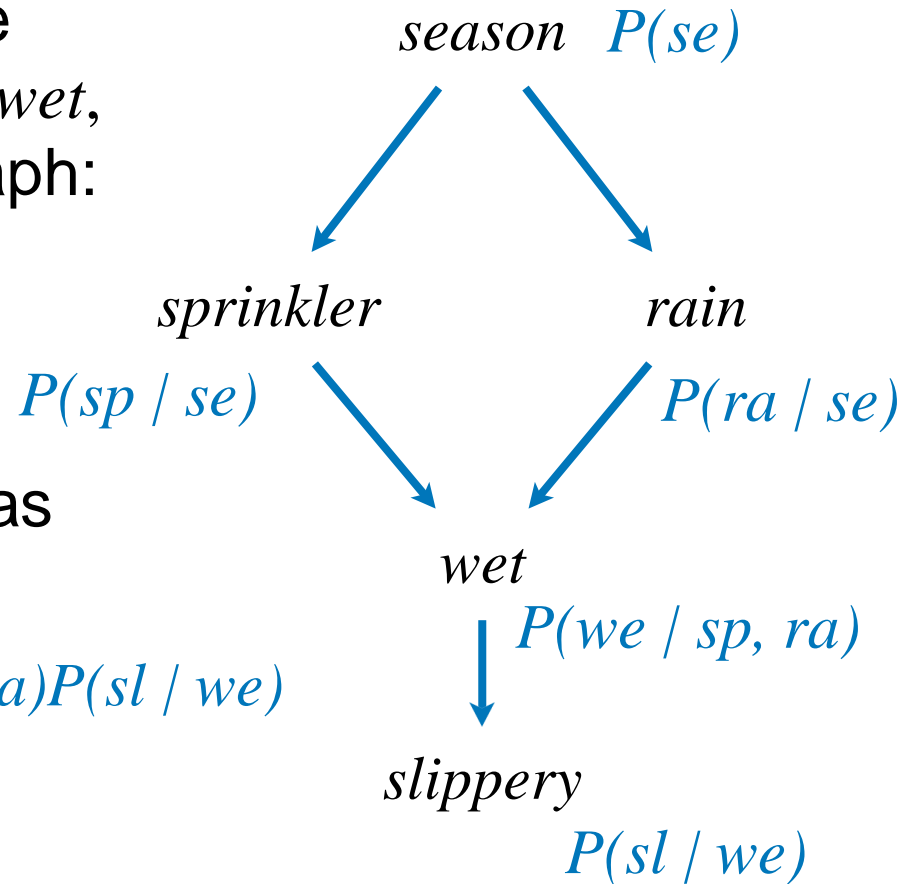 season P(se)
wet,
aph:
sprinkler
rain
P(sp / se)
P(ra / se)
as
wet
P(we / sp, ra)
a)P(sl / we)
slippery
P(sl / we)